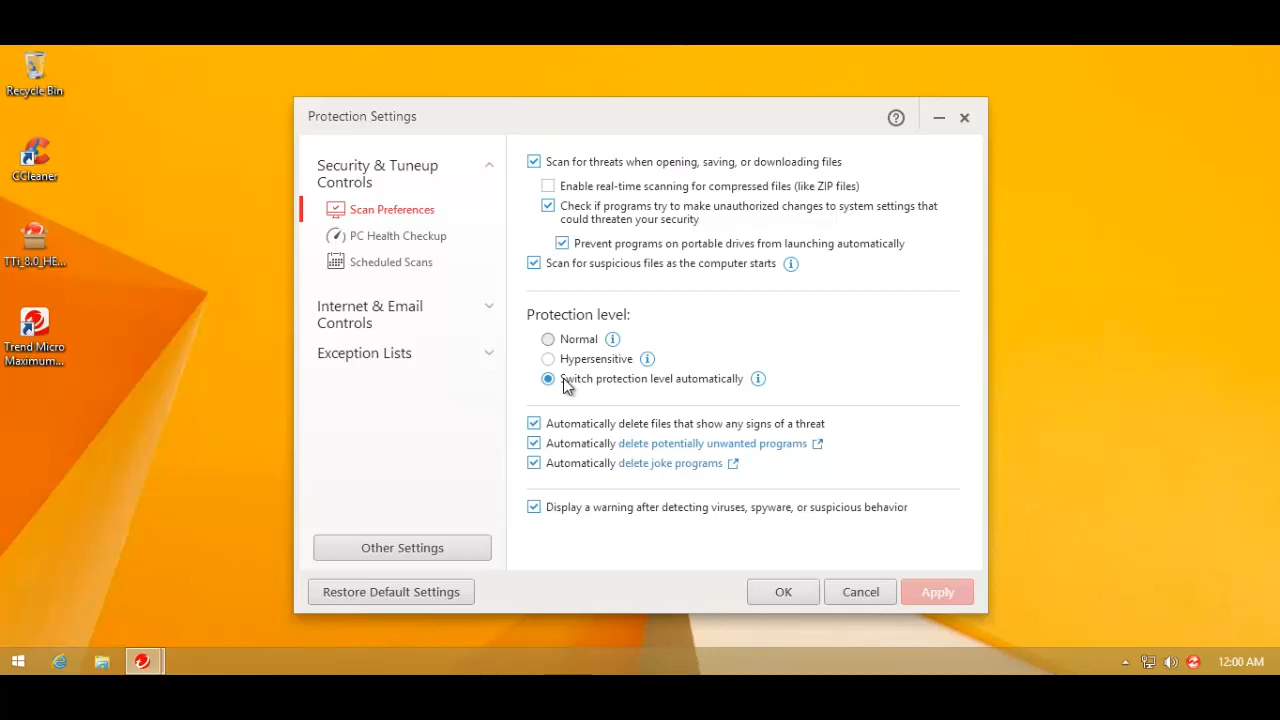 Recycle Bin
CCleaner
TTi_8.0_HE...
Trend Micro
Maximum...
Protection Settings
Security & Tuneup
Controls
Scan Preferences
PC Health Checkup
Scheduled Scans
Internet & Email
Controls
Exception Lists
Other Settings
Scan for threats when opening, saving, or downloading files
Enable real-time scanning for compressed files (like ZIP files)
Check if programs try to make unauthorized changes to system settings that
could threaten your security
Prevent programs on portable drives from launching automatically
Scan for suspicious files as the computer starts
Protection level:
Normal
Hypersensitive
Switch protection level automatically
Automatically delete files that show any signs of a threat
Automatically delete potentially unwanted programs
Automatically delete joke programs
Display a warning after detecting viruses, spyware, or suspicious behavior
Restore Default Settings
OK
Cancel
Apply
12:00 AM